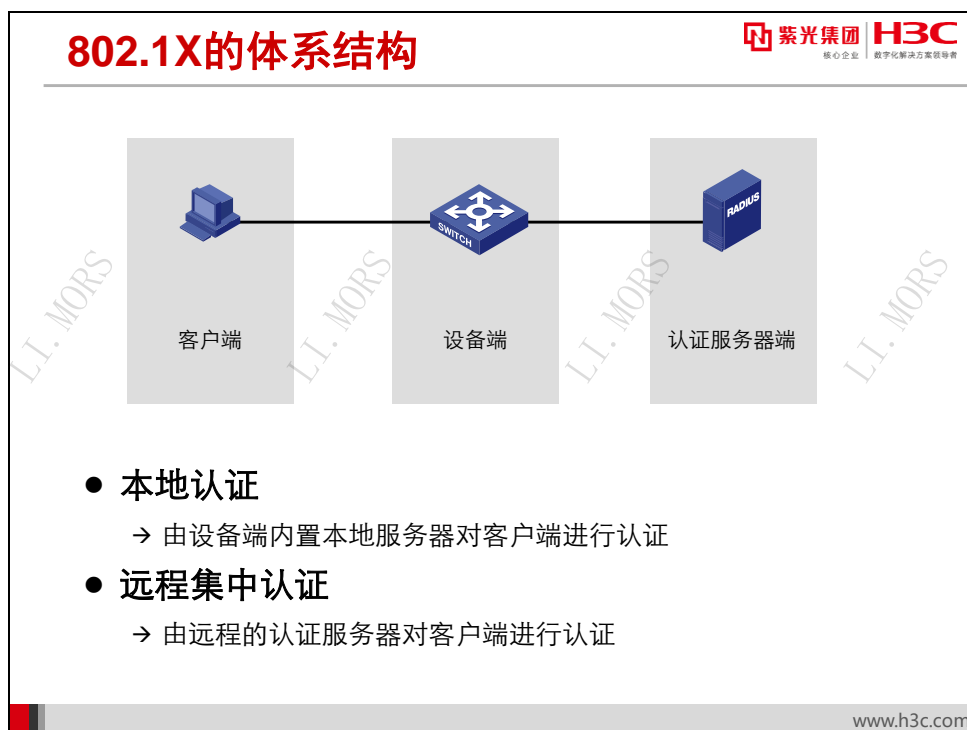 802.1X的体系结构
紫光集团 H3C
核心企业 数字化解决方案领导者
SWITCH
RADIUS
客户端
设备端
认证服务器端
LI.MORS LI.MORS LI.MORS LI.MORS
● 本地认证
→ 由设备端内置本地服务器对客户端进行认证
● 远程集中认证
→ 由远程的认证服务器对客户端进行认证
www.h3c.com